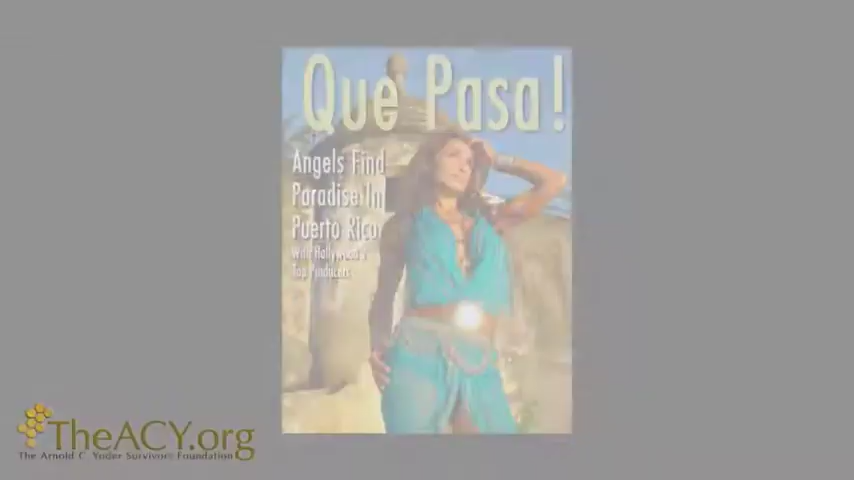 Que Pasa!
Angels Find
Paradise In
Puerto Rico
With Hollywood's
Top Producers
TheACY.org
The Arnold C. Yoder Survivors Foundation